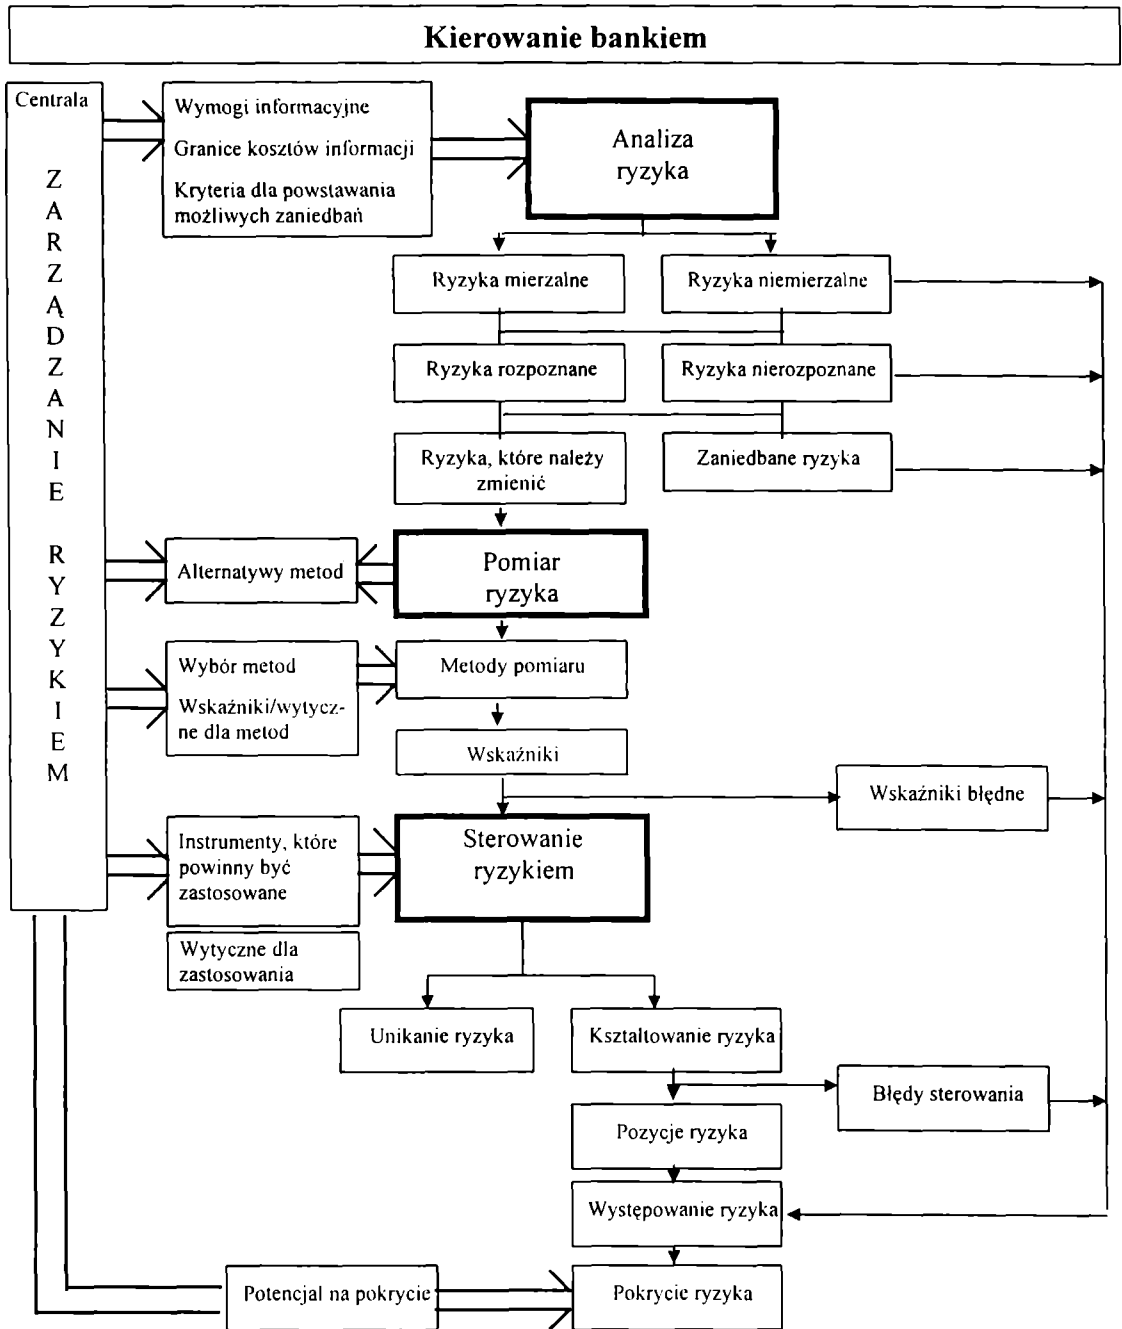 Kierowanie bankiem
Centrala
ZARZĄDZANIE RYZYKIEM
Wymogi informacyjne
Granice kosztów informacji
Kryteria dla powstawania
możliwych zaniedbań
Analiza
ryzyka
Ryzyka mierzalne
Ryzyka niemierzalne
Ryzyka rozpoznane
Ryzyka nierozpoznane
Ryzyka, które należy
zmienić
Zaniedbane ryzyka
Alternatywy metod
Pomiar
ryzyka
Wybór metod
Wskaźniki/wytycz-
ne dla metod
Metody pomiaru
Wskaźniki
Wskaźniki błędne
Instrumenty, które
powinny być
zastosowane
Sterowanie
ryzykiem
Wytyczne dla
zastosowania
Unikanie ryzyka
Kształtowanie ryzyka
Błędy sterowania
Pozycje ryzyka
Występowanie ryzyka
Potencjał na pokrycie
Pokrycie ryzyka